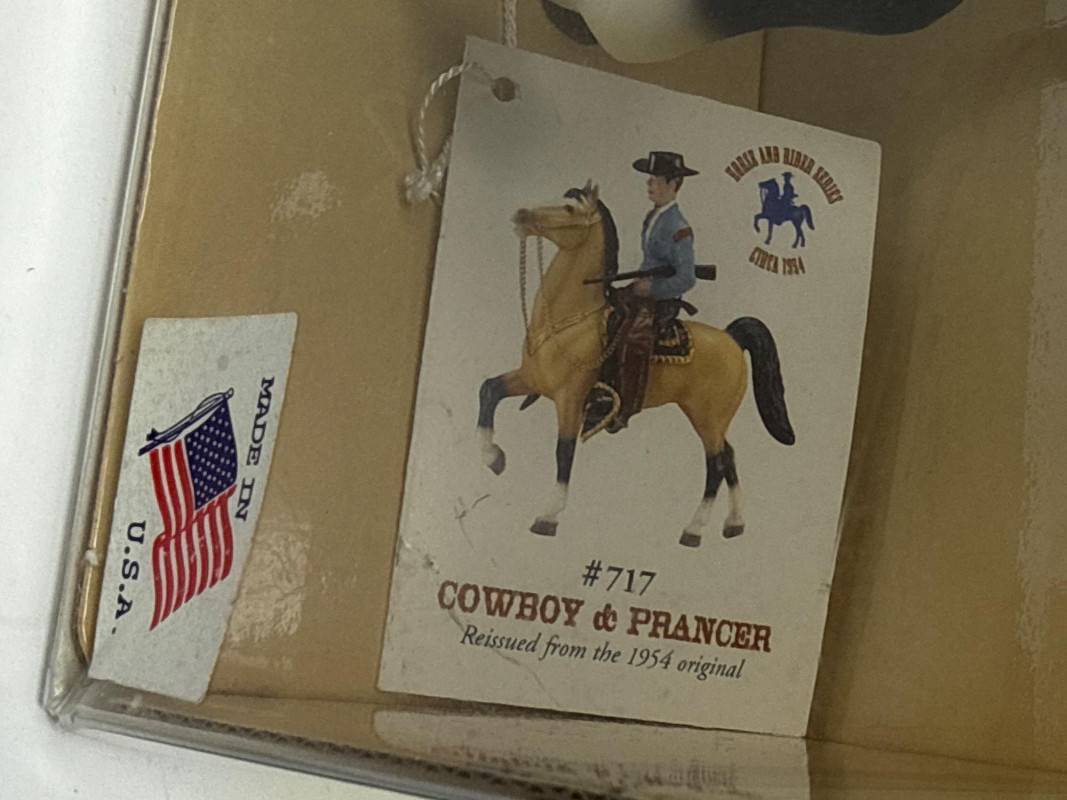 HORSE AND RIDER SERIES
CIRCA 1954
#717
COWBOY & PRANCER
Reissued from the 1954 original
MADE IN
U.S.A.